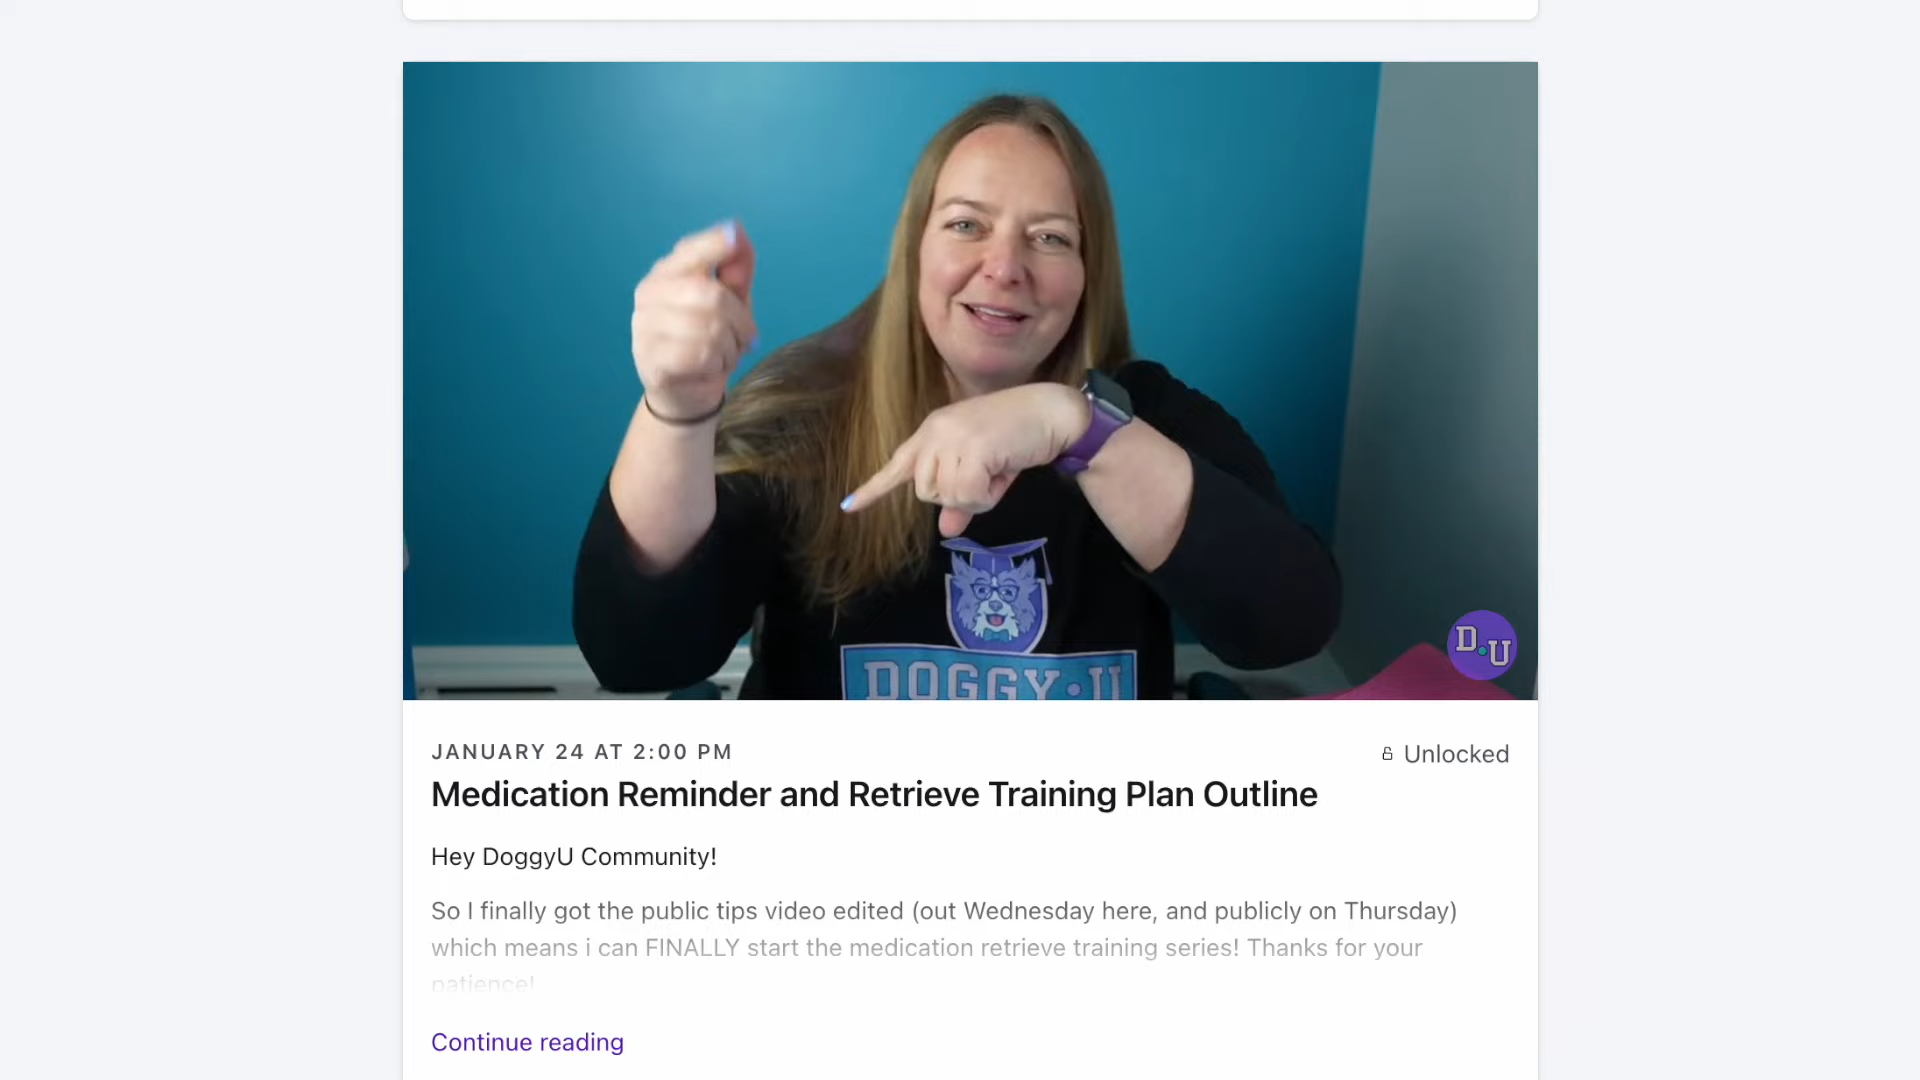 DOGGY•U
D.U
JANUARY 24 AT 2:00 PM
Unlocked
Medication Reminder and Retrieve Training Plan Outline
Hey DoggyU Community!
So I finally got the public tips video edited (out Wednesday here, and publicly on Thursday)
which means i can FINALLY start the medication retrieve training series! Thanks for your
patience!
Continue reading